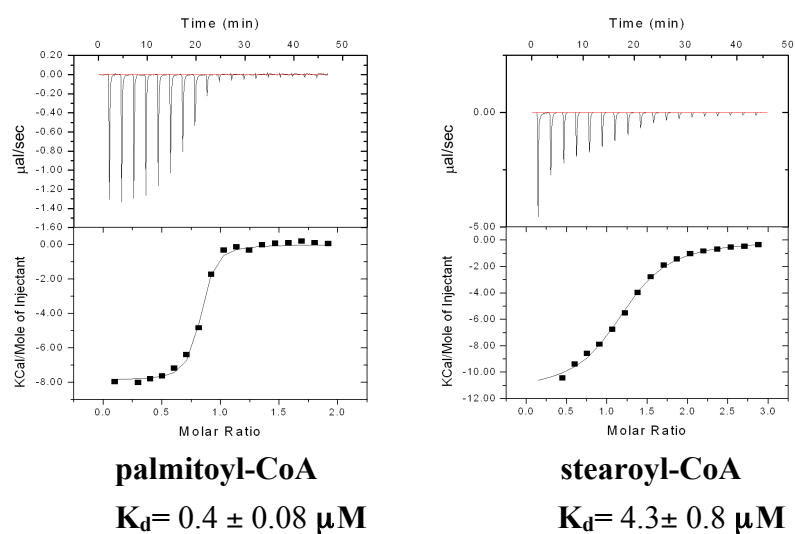 Time (min)
0 10 20 30 40 50
0.20
0.00
-0.20
-0.40
-0.60
-0.80
-1.00
-1.20
-1.40
-1.60
µal/sec
0.00
-2.00
-4.00
-6.00
-8.00
KCal/Mole of Injectant
0.0 0.5 1.0 1.5 2.0
Molar Ratio
palmitoyl-CoA
Kd= 0.4 ± 0.08 µM
Time (min)
0 10 20 30 40 50
0.00
-5.00
µal/sec
0.00
-2.00
-4.00
-6.00
-8.00
-10.00
-12.00
KCal/Mole of Injectant
0.0 0.5 1.0 1.5 2.0 2.5 3.0
Molar Ratio
stearoyl-CoA
Kd= 4.3± 0.8 µM